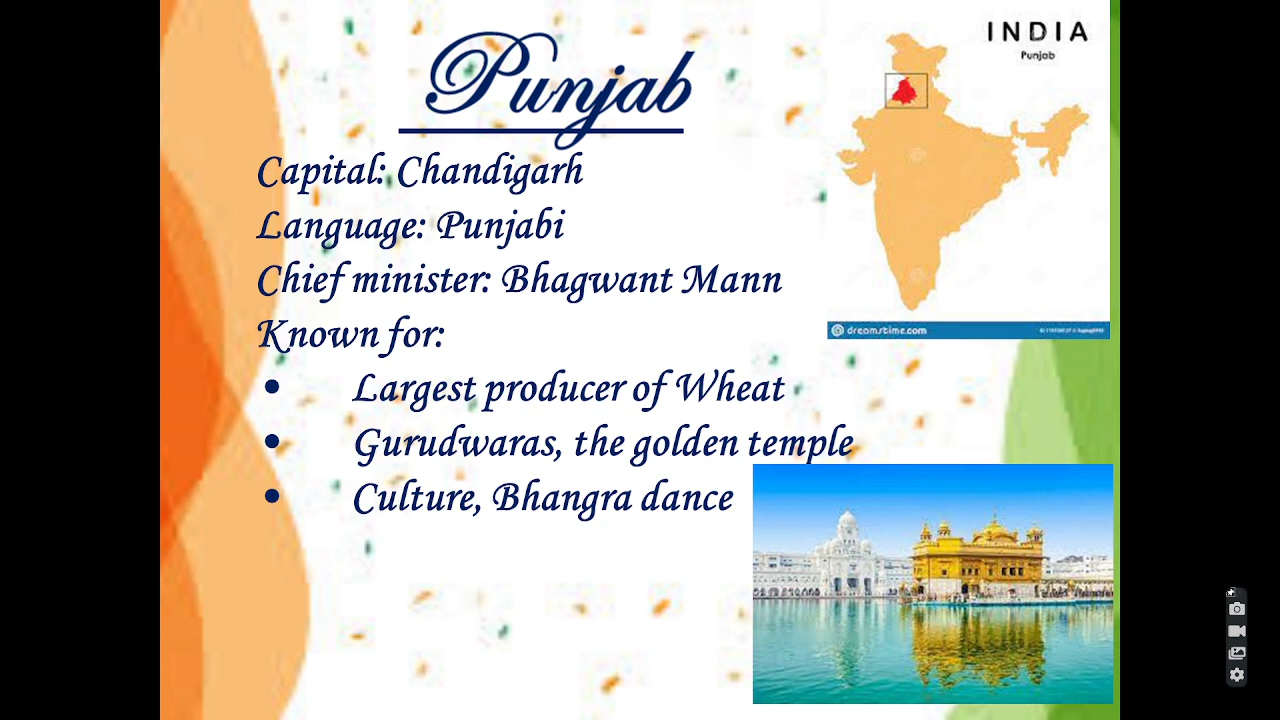 Punjab
Capital: Chandigarh
Language: Punjabi
Chief minister: Bhagwant Mann
Known for:
• Largest producer of Wheat
• Gurudwaras, the golden temple
• Culture, Bhangra dance
INDIA
Punjab
dreamstime.com